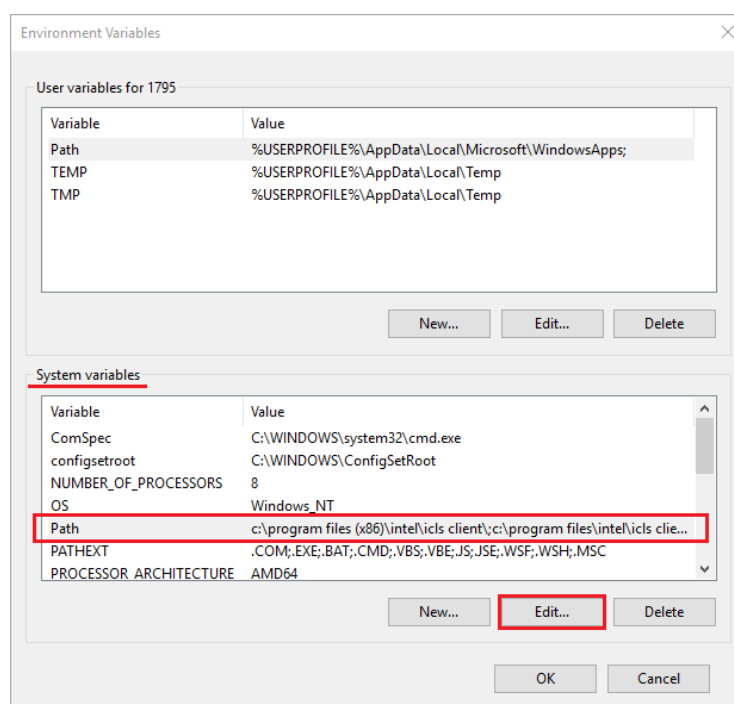 Environment Variables
User variables for 1795
Variable Value
Path %USERPROFILE%\AppData\Local\Microsoft\WindowsApps;
TEMP %USERPROFILE%\AppData\Local\Temp
TMP %USERPROFILE%\AppData\Local\Temp
New... Edit... Delete
System variables
Variable Value
ComSpec C:\WINDOWS\system32\cmd.exe
configsetroot C:\WINDOWS\ConfigSetRoot
NUMBER_OF_PROCESSORS 8
OS Windows_NT
Path c:\program files (x86)\intel\icls client\;c:\program files\intel\icls clie...
PATHEXT .COM;.EXE;.BAT;.CMD;.VBS;.VBE;.JS;.JSE;.WSF;.WSH;.MSC
PROCESSOR_ARCHITECTURE AMD64
New... Edit... Delete
OK Cancel